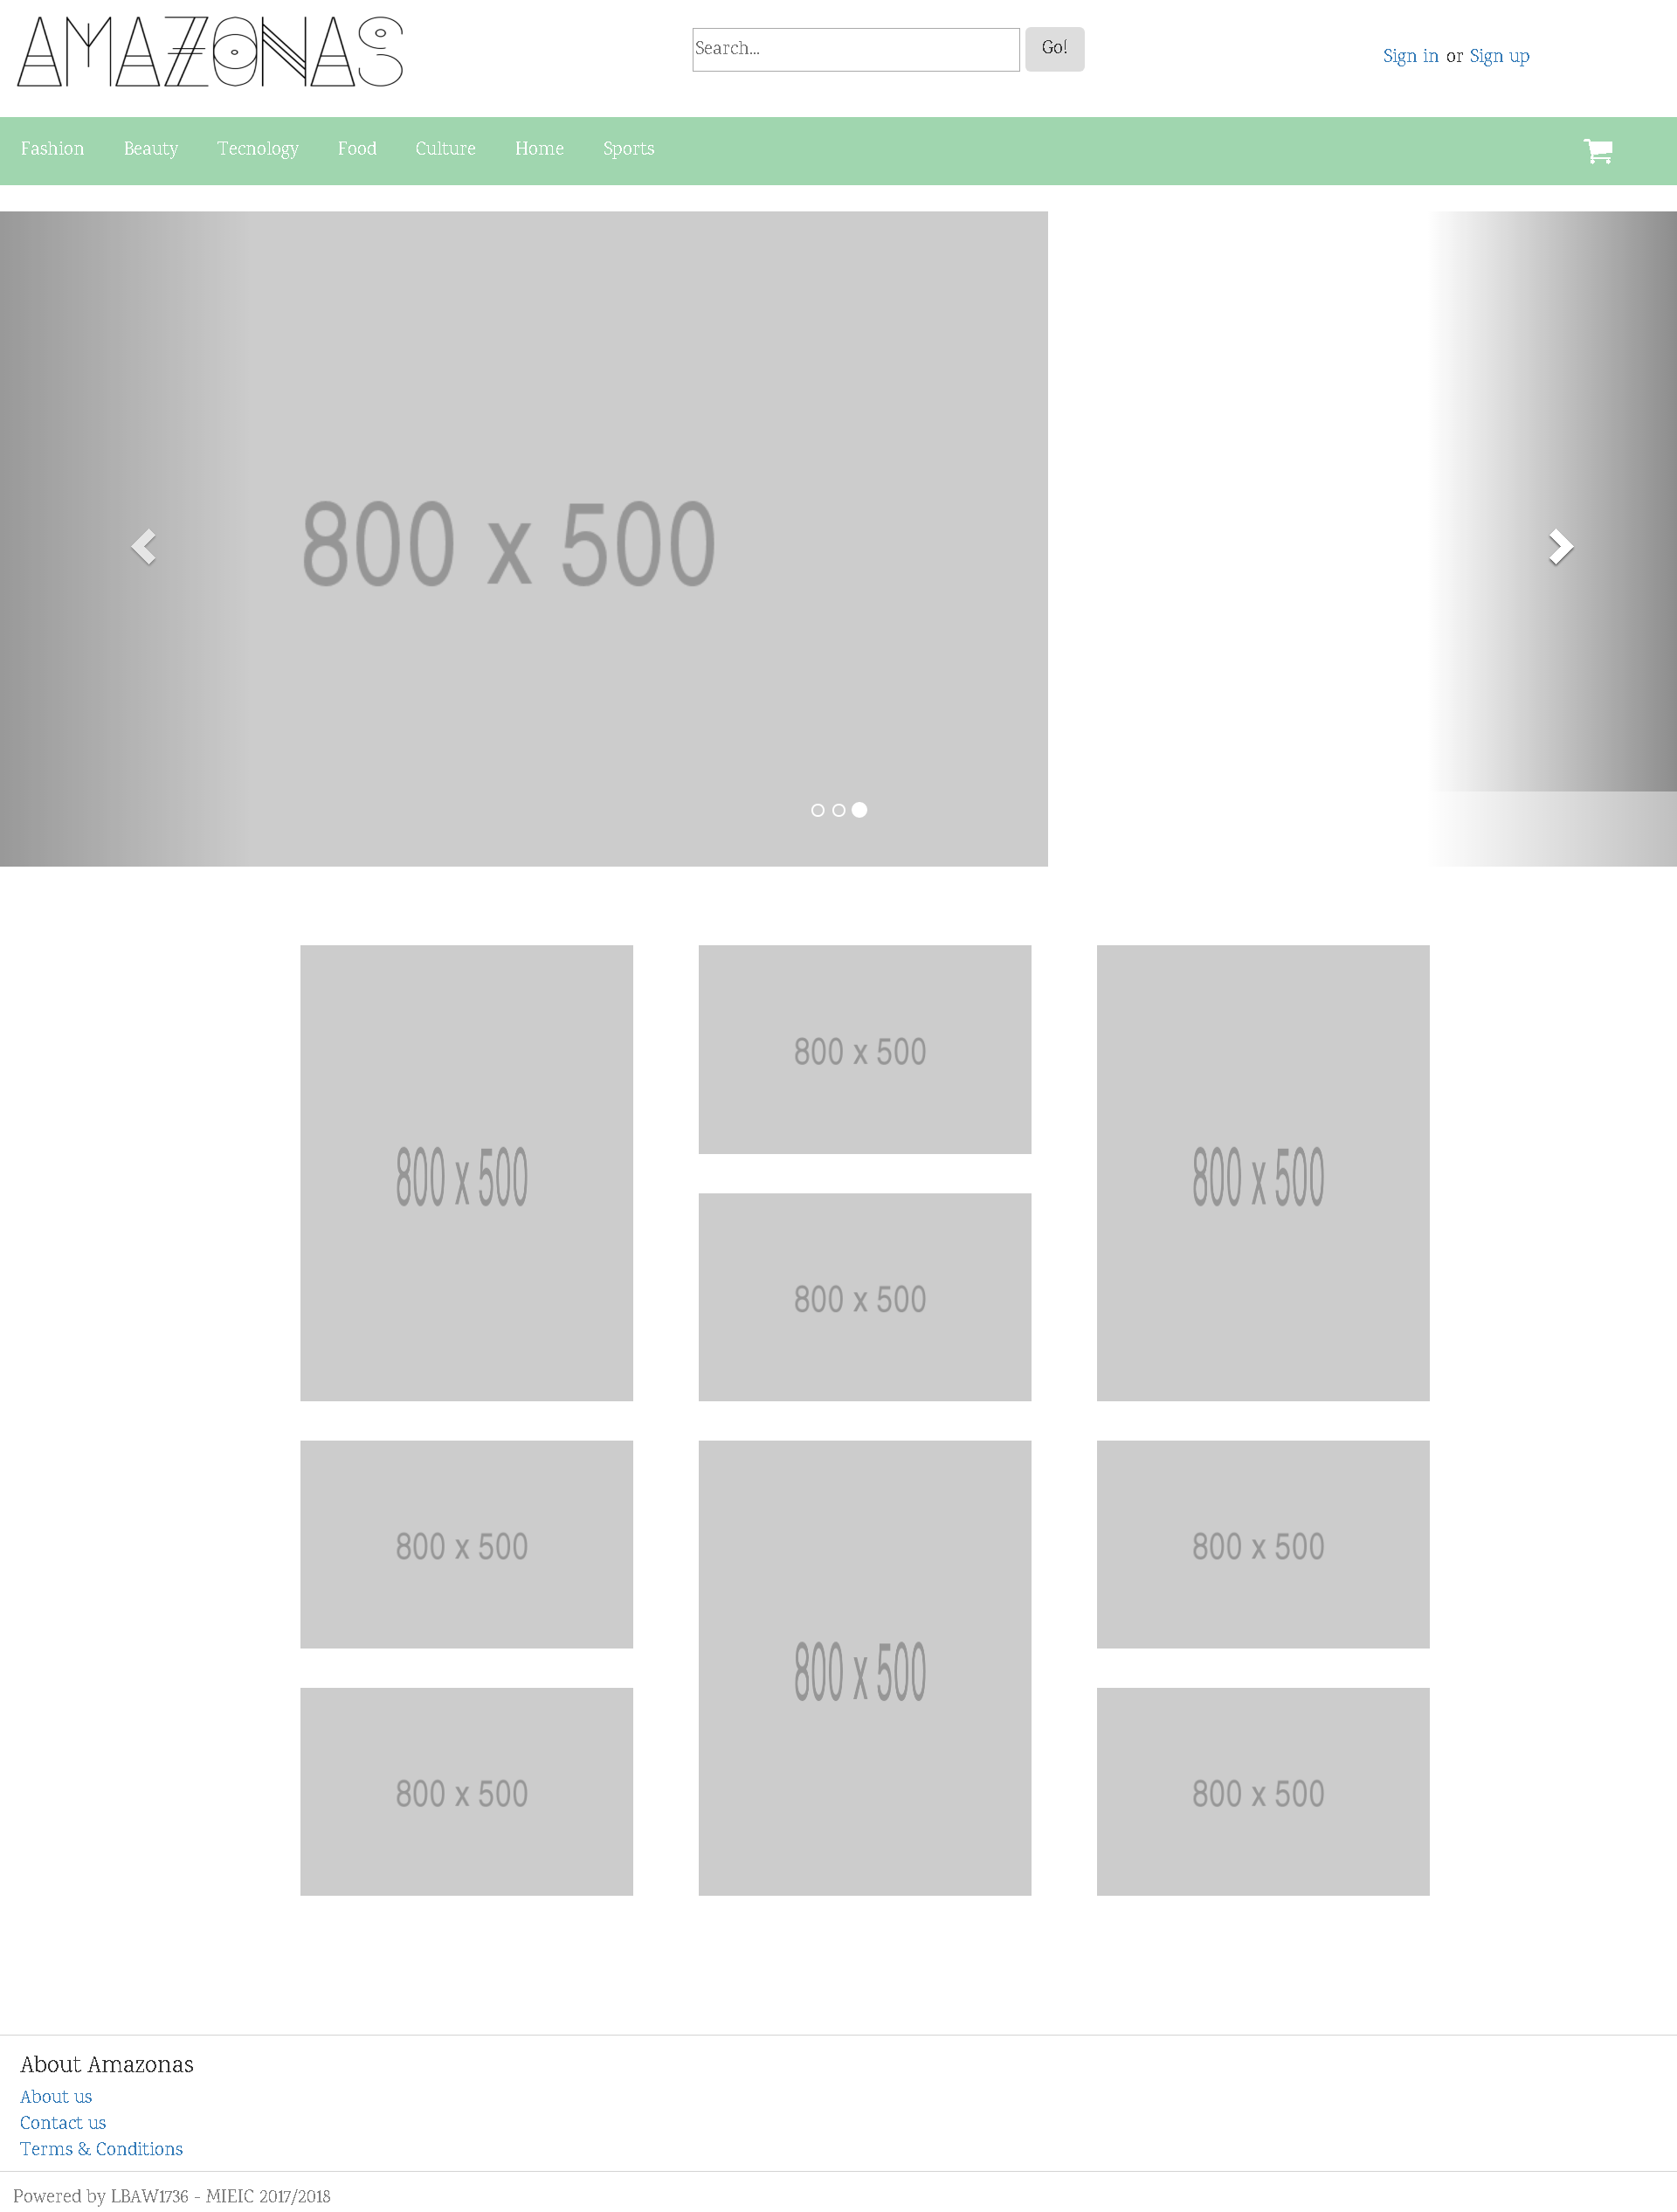 AMAZONAS
Search...
Go!
Sign in or Sign up
Fashion Beauty Tecnology Food Culture Home Sports
800 x 500
800 x 500
800 x 500
800 x 500
800 x 500
800 x 500
800 x 500
800 x 500
800 x 500
800 x 500
About Amazonas
About us
Contact us
Terms & Conditions
Powered by LBAW1736 - MIEIC 2017/2018